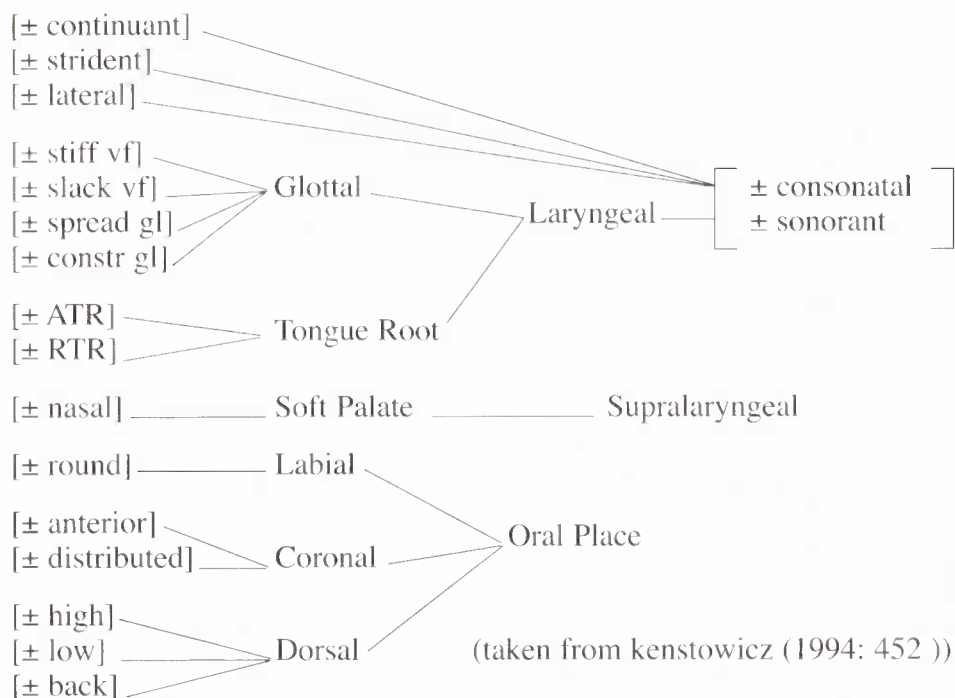 [± continuant]
[± strident]
[± lateral]
[± stiff vf]
[± slack vf]
[± spread gl]
[± constr gl]
Glottal
Laryngeal
± consonatal
± sonorant
[± ATR]
[± RTR]
Tongue Root
[± nasal]
Soft Palate
Supralaryngeal
[± round]
Labial
[± anterior]
[± distributed]
Coronal
Oral Place
[± high]
[± low]
[± back]
Dorsal
(taken from kenstowicz (1994: 452 ))